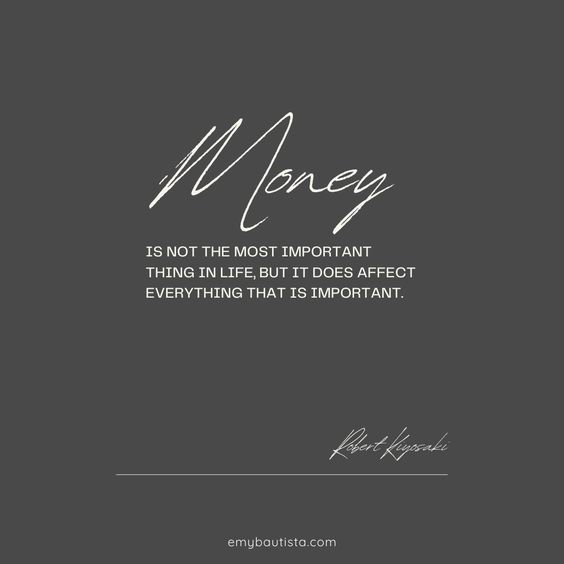 Money
IS NOT THE MOST IMPORTANT
THING IN LIFE, BUT IT DOES AFFECT
EVERYTHING THAT IS IMPORTANT.
Robert Kiyosaki
emybautista.com